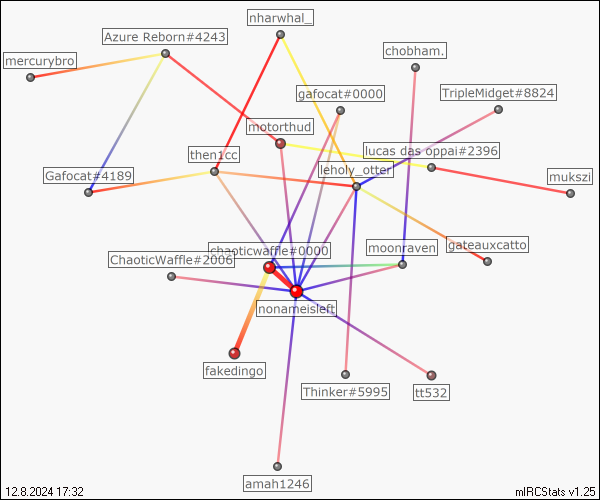 nharwhal_
Azure Reborn#4243
chobham.
mercurybro
gafocat#0000
TripleMidget#8824
motorthud
lucas das oppai#2396
then1cc
leholy_otter
Gafocat#4189
mukszi
chaoticwaffle#0000
moonraven
gateauxcatto
ChaoticWaffle#2006
nonameisleft
fakedingo
Thinker#5995
tt532
amah1246
12.8.2024 17:32
mIRCStats v1.25